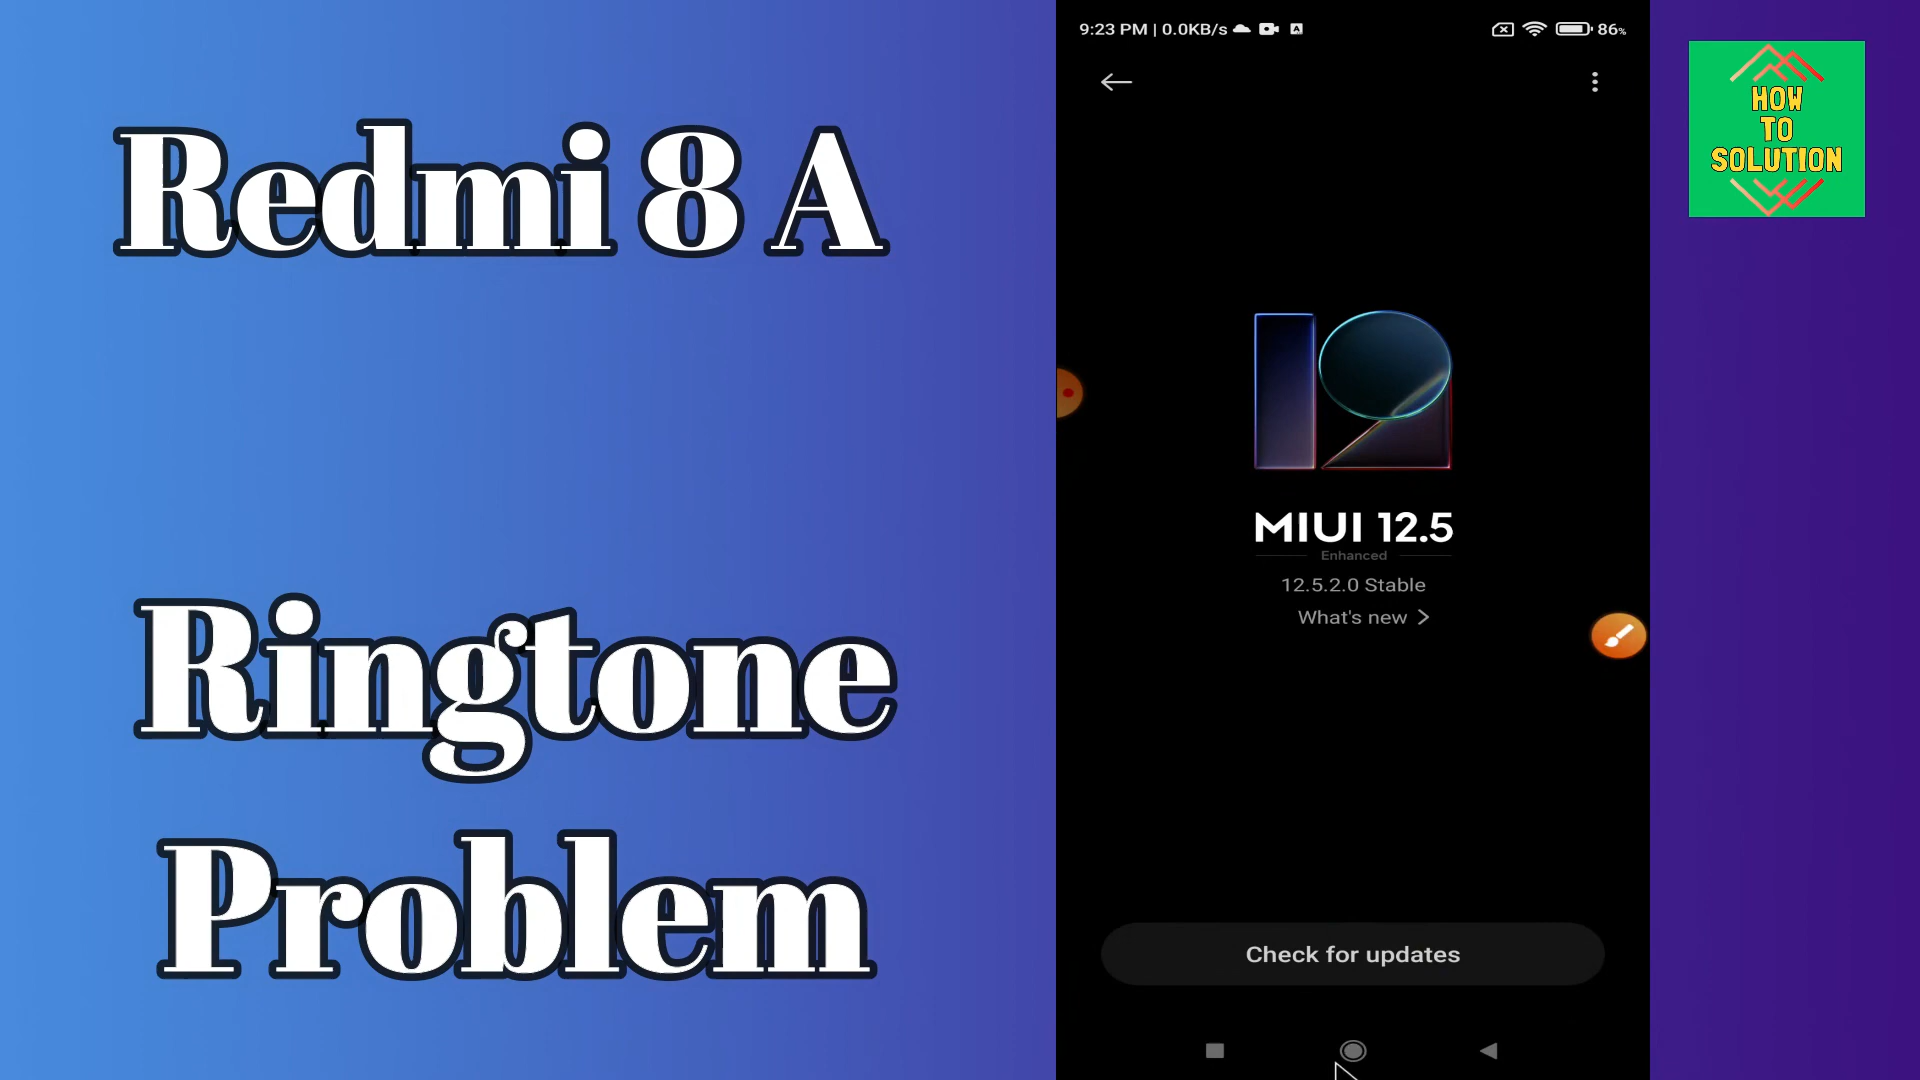 Redmi 8 A
Ringtone
Problem
9:23 PM | 0.0KB/s
86%
MIUI 12.5
Enhanced
12.5.2.0 Stable
What's new >
Check for updates
HOW
TO
SOLUTION